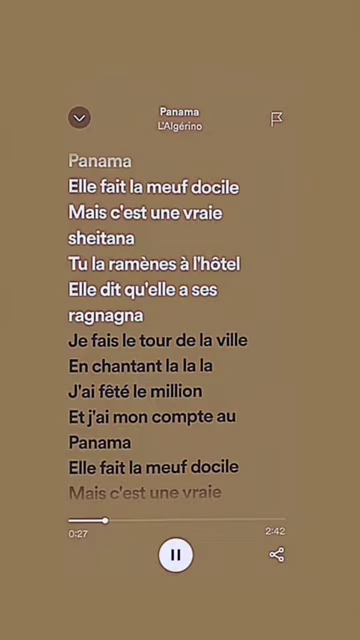 Panama
L'Algérino
Panama
Elle fait la meuf docile
Mais c'est une vraie
sheitana
Tu la ramènes à l'hôtel
Elle dit qu'elle a ses
ragnagna
Je fais le tour de la ville
En chantant la la la
J'ai fêté le million
Et j'ai mon compte au
Panama
Elle fait la meuf docile
Mais c'est une vraie
0:27
2:42